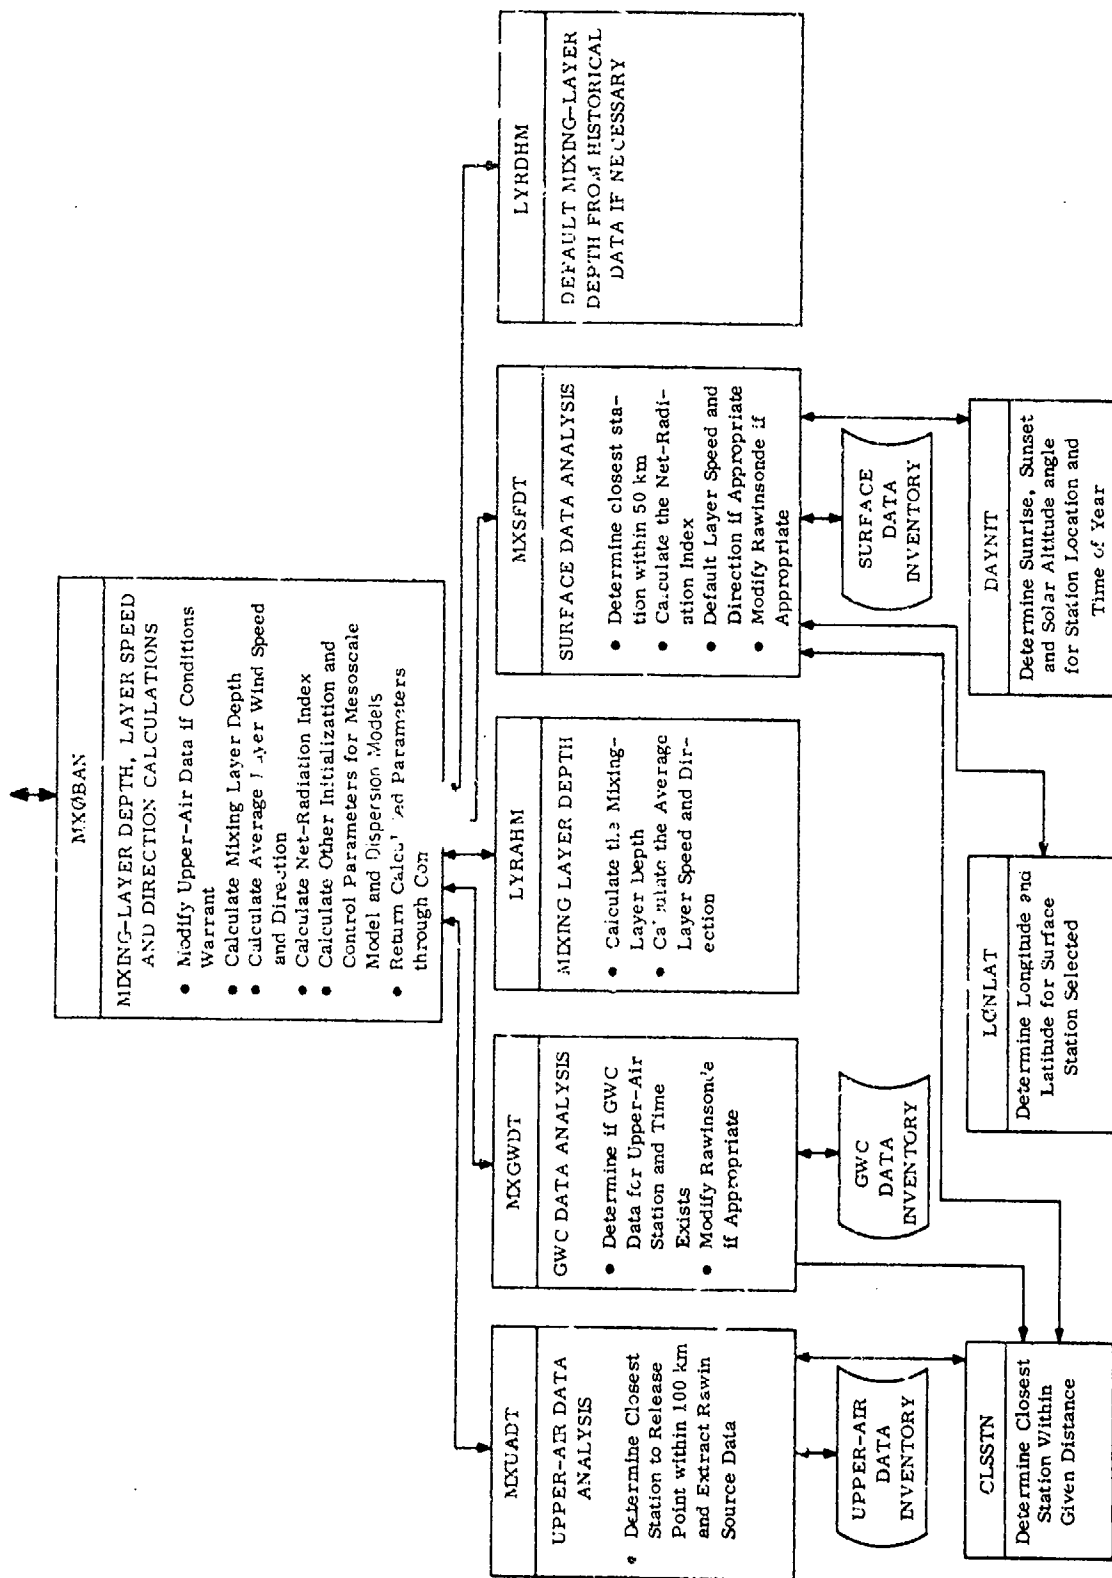 MXØBAN
MIXING-LAYER DEPTH, LAYER SPEED
AND DIRECTION CALCULATIONS
• Modify Upper-Air Data if Conditions
Warrant
• Calculate Mixing Layer Depth
• Calculate Average Layer Wind Speed
and Direction
• Calculate Net-Radiation Index
• Calculate Other Initialization and
Control Parameters for Mesoscale
Model and Dispersion Models
• Return Calculated Parameters
through Com
MXUADT
UPPER-AIR DATA
ANALYSIS
• Determine Closest
Station to Release
Point within 100 km
and Extract Rawin
Source Data
MXGWDT
GWC DATA ANALYSIS
• Determine if GWC
Data for Upper-Air
Station and Time
Exists
• Modify Rawinsonde
if Appropriate
LYRAHM
MIXING LAYER DEPTH
• Calculate the Mixing-
Layer Depth
• Calculate the Average
Layer Speed and Dir-
ection
MXSFDT
SURFACE DATA ANALYSIS
• Determine closest sta-
tion within 50 km
• Calculate the Net-Radi-
ation Index
• Default Layer Speed and
Direction if Appropriate
• Modify Rawinsonde if
Appropriate
LYRDHM
DEFAULT MIXING-LAYER
DEPTH FROM HISTORICAL
DATA IF NECESSARY
UPPER-AIR
DATA
INVENTORY
GWC
DATA
INVENTORY
SURFACE
DATA
INVENTORY
CLSSTN
Determine Closest
Station Within
Given Distance
LØNLAT
Determine Longitude and
Latitude for Surface
Station Selected
DAYNIT
Determine Sunrise, Sunset
and Solar Altitude angle
for Station Location and
Time of Year